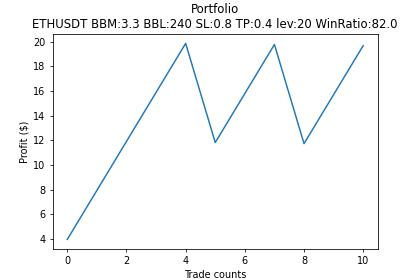 Portfolio
ETHUSDT BBM:3.3 BBL:240 SL:0.8 TP:0.4 lev:20 WinRatio:82.0
Profit ($)
20
18
16
14
12
10
8
6
4
0 2 4 6 8 10
Trade counts